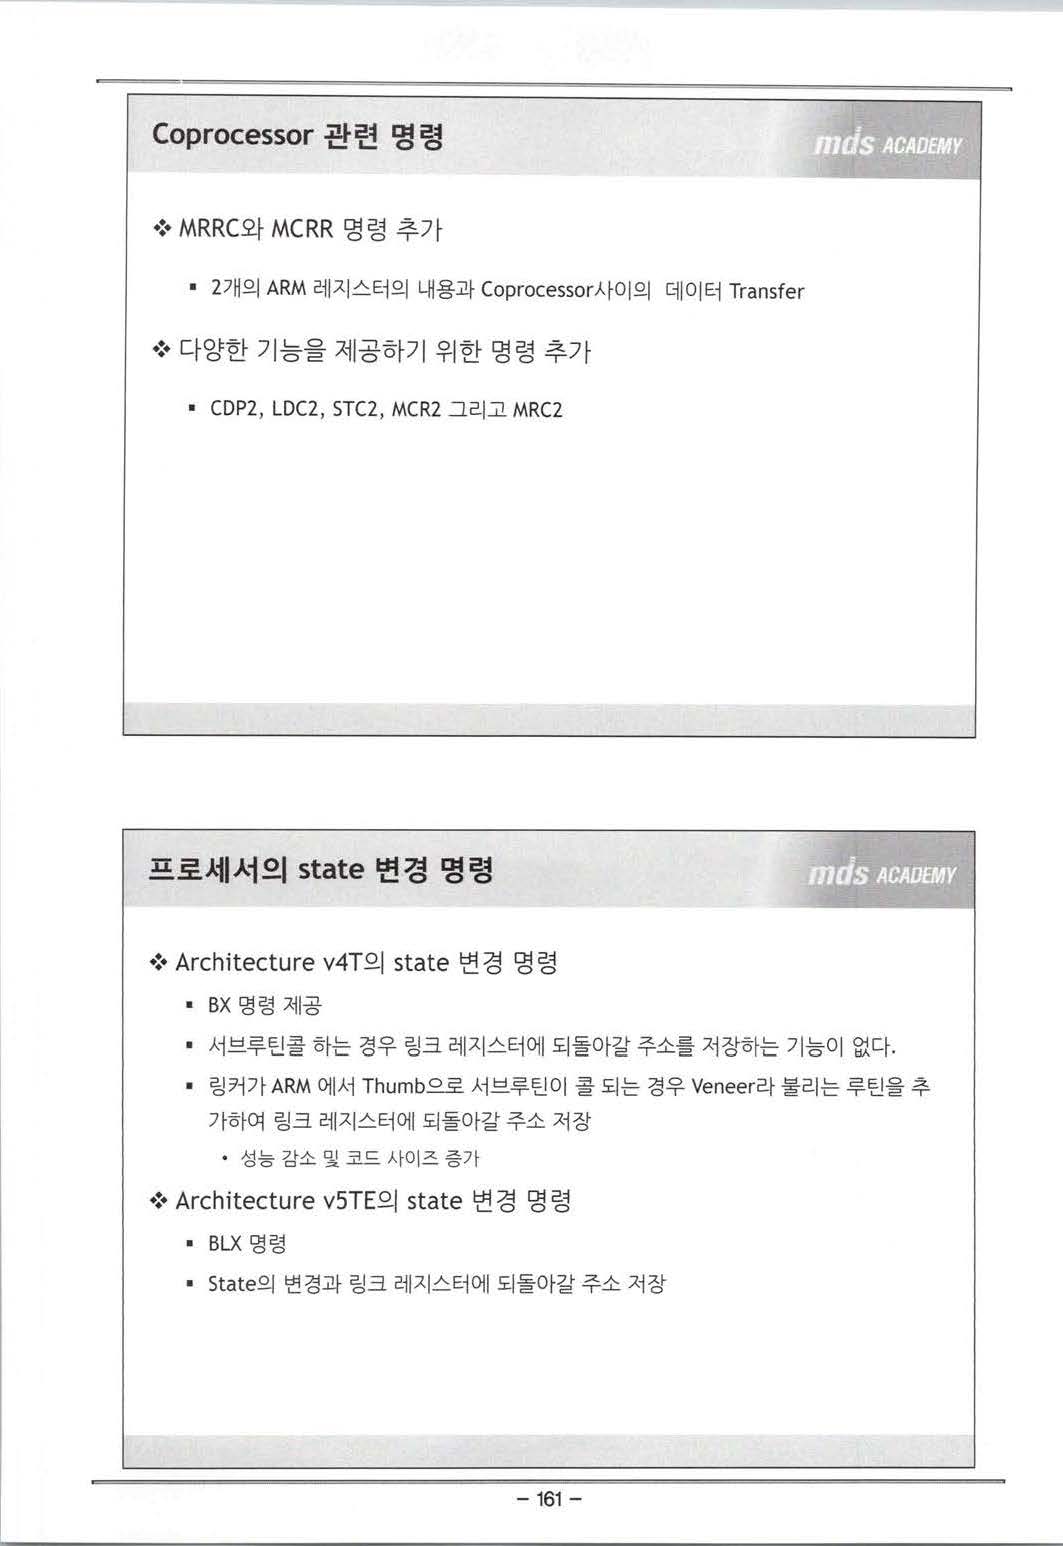 Coprocessor 관련 명령
mds ACADEMY
❖ MRRC와 MCRR 명령 추가
▪ 2개의 ARM 레지스터의 내용과 Coprocessor사이의 데이터 Transfer
❖ 다양한 기능을 제공하기 위한 명령 추가
▪ CDP2, LDC2, STC2, MCR2 그리고 MRC2
프로세서의 state 변경 명령
mds ACADEMY
❖ Architecture v4T의 state 변경 명령
▪ BX 명령 제공
▪ 서브루틴콜 하는 경우 링크 레지스터에 되돌아갈 주소를 저장하는 기능이 없다.
▪ 링커가 ARM 에서 Thumb으로 서브루틴이 콜 되는 경우 Veneer라 불리는 루틴을 추
가하여 링크 레지스터에 되돌아갈 주소 저장
• 성능 감소 및 코드 사이즈 증가
❖ Architecture v5TE의 state 변경 명령
▪ BLX 명령
▪ State의 변경과 링크 레지스터에 되돌아갈 주소 저장
- 161 -